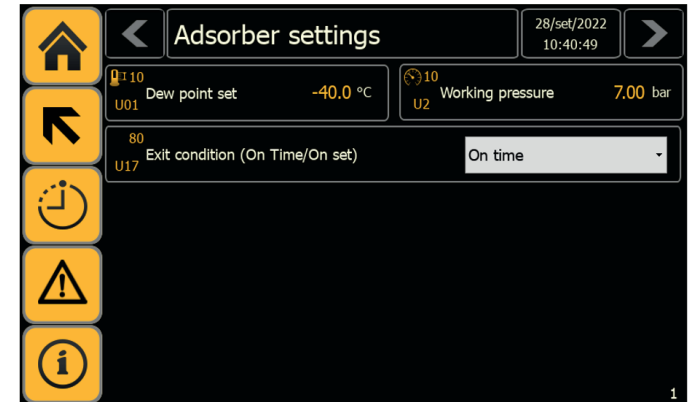 Adsorber settings
28/set/2022
10:40:49
10
U01 Dew point set -40.0 °C
10
U2 Working pressure 7.00 bar
80
U17 Exit condition (On Time/On set) On time
1